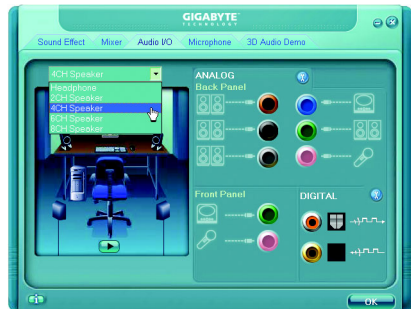 GIGABYTE
TECHNOLOGY
Sound Effect Mixer Audio I/O Microphone 3D Audio Demo
4CH Speaker
Headphone
2CH Speaker
4CH Speaker
6CH Speaker
8CH Speaker
ANALOG
Back Panel
Front Panel
DIGITAL
OK